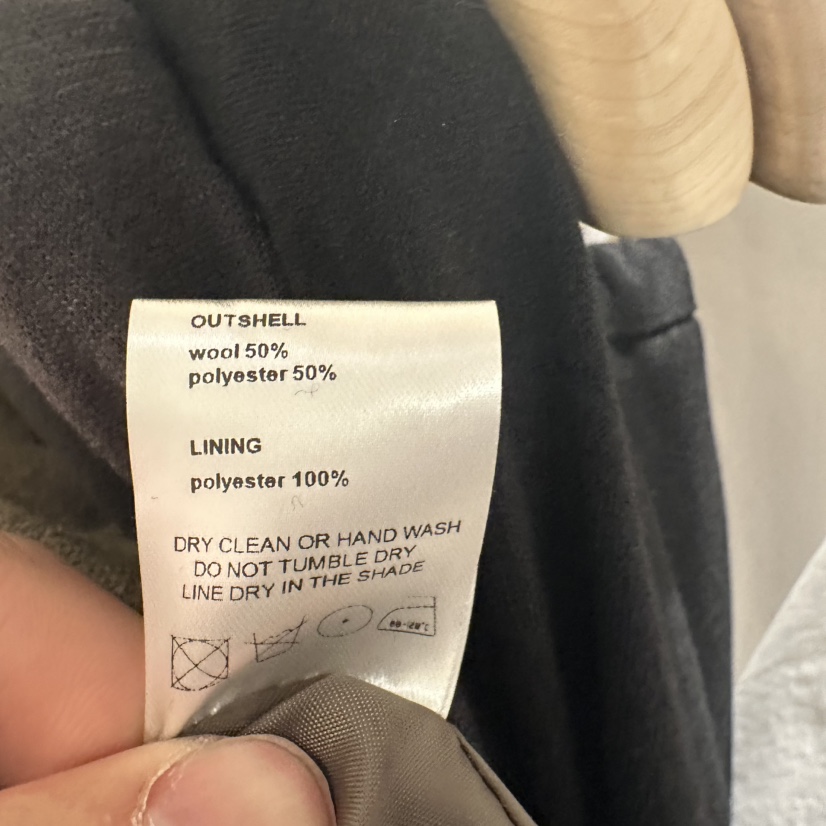 OUTSHELL
wool 50%
polyester 50%
LINING
polyester 100%
DRY CLEAN OR HAND WASH
DO NOT TUMBLE DRY
LINE DRY IN THE SHADE